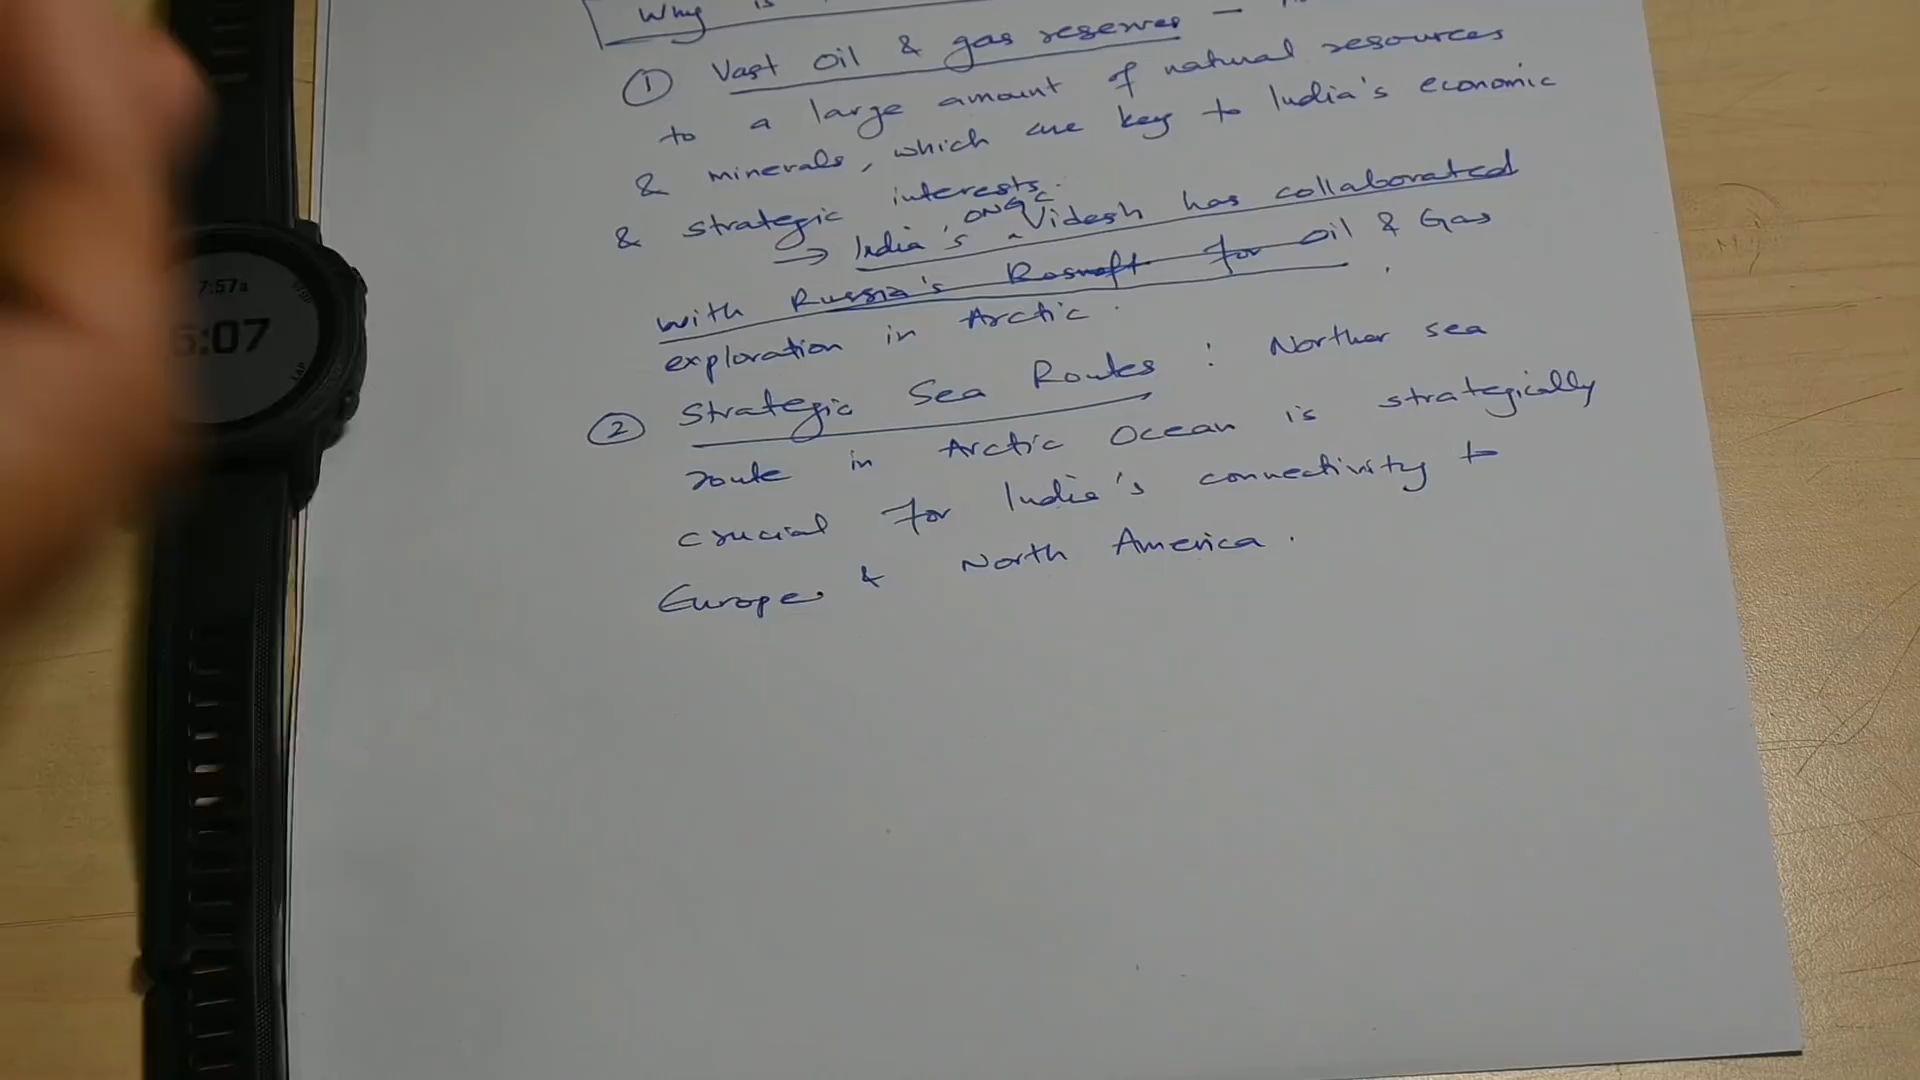 Why is
① Vast oil & gas reserves -
to a large amount of natural resources
& minerals, which are key to India's economic
& strategic interests.
→ India's ONGC Videsh has collaborated
with Russia's Rosneft for oil & Gas
exploration in Arctic.
② Strategic Sea Routes : Norther sea
route in Arctic Ocean is strategically
crucial for India's connectivity to
Europe & North America.
7:57a
5:07
LAP